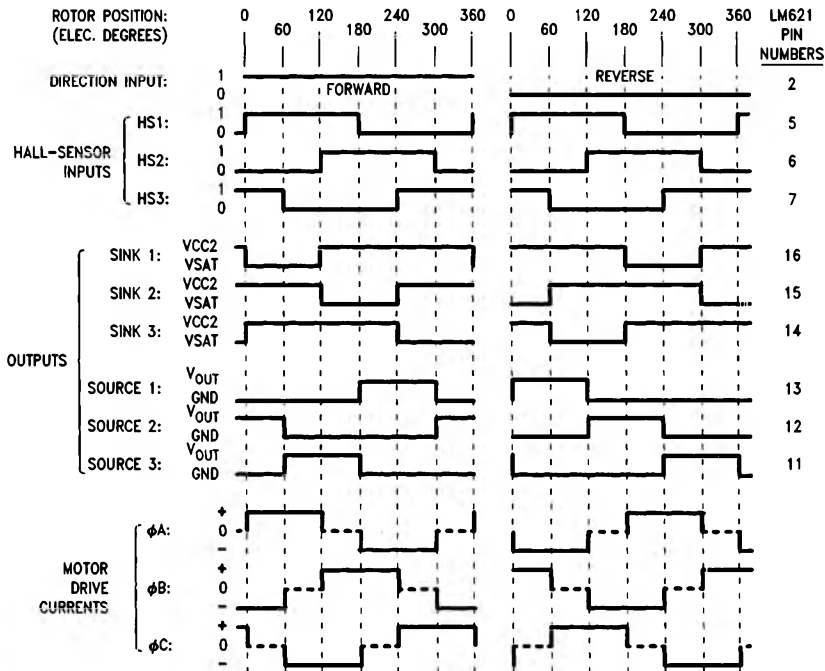 ROTOR POSITION: 0 120 240 360 0 120 240 360 LM621
(ELEC. DEGREES) 60 180 300 60 180 300 PIN
NUMBERS
DIRECTION INPUT: 1 0 FORWARD REVERSE 2
HS1: 1 0 5
HALL-SENSOR INPUTS
HS2: 1 0 6
HS3: 1 0 7
SINK 1: VCC2 VSAT 16
SINK 2: VCC2 VSAT 15
SINK 3: VCC2 VSAT 14
OUTPUTS
SOURCE 1: VOUT GND 13
SOURCE 2: VOUT GND 12
SOURCE 3: VOUT GND 11
ϕA: + 0 −
MOTOR DRIVE CURRENTS
ϕB: + 0 −
ϕC: + 0 −